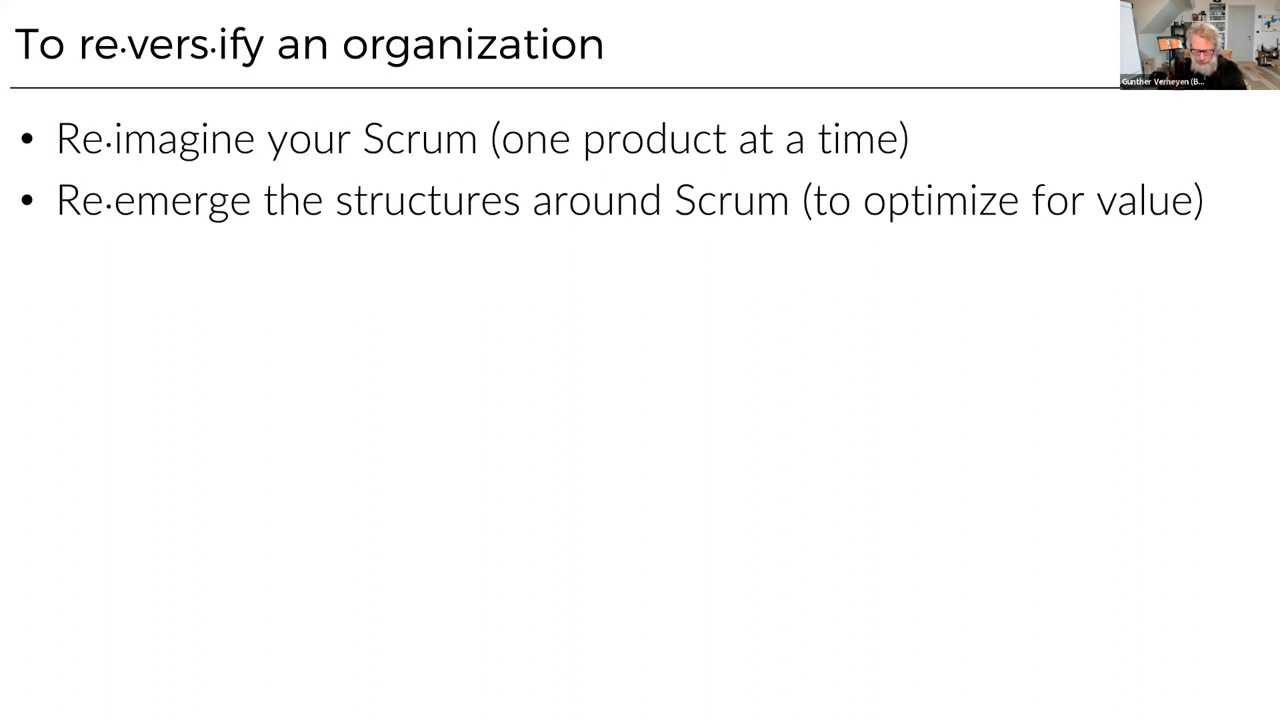 To re·vers·ify an organization
Gunther Verheyen (B...
• Re·imagine your Scrum (one product at a time)
• Re·emerge the structures around Scrum (to optimize for value)